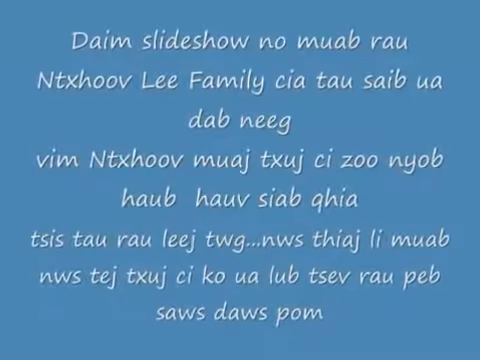 Daim slideshow no muab rau
Ntxhoov Lee Family cia tau saib ua
dab neeg
vim Ntxhoov muaj txuj ci zoo nyob
haub hauv siab qhia
tsis tau rau leej twg...nws thiaj li muab
nws tej txuj ci ko ua lub tsev rau peb
saws daws pom